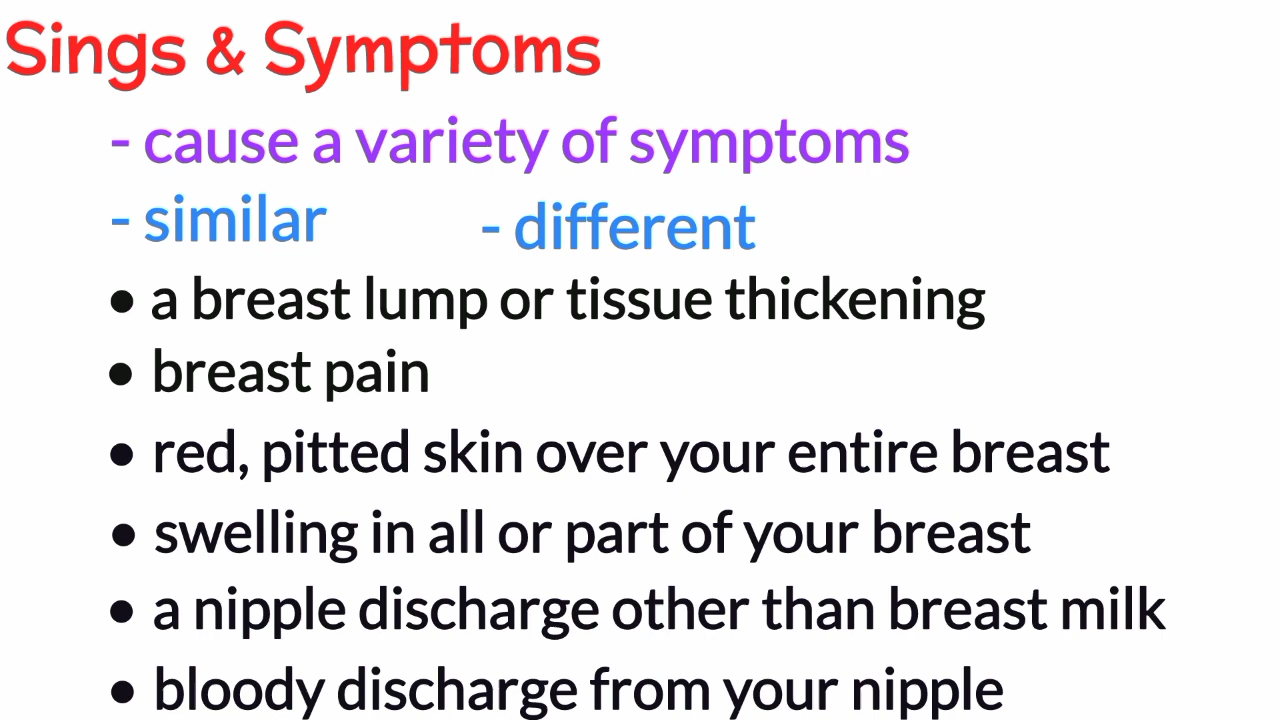 Sings & Symptoms
- cause a variety of symptoms
- similar - different
• a breast lump or tissue thickening
• breast pain
• red, pitted skin over your entire breast
• swelling in all or part of your breast
• a nipple discharge other than breast milk
• bloody discharge from your nipple